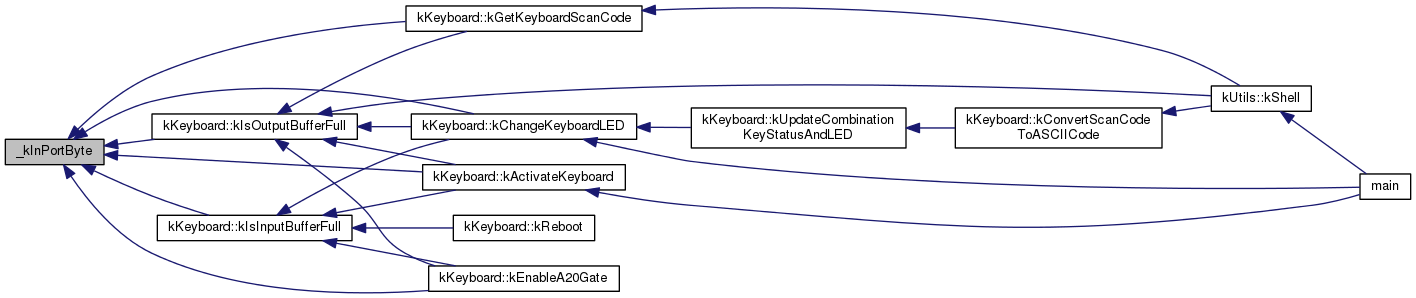 _kInPortByte
kKeyboard::kGetKeyboardScanCode
kKeyboard::kIsOutputBufferFull
kKeyboard::kChangeKeyboardLED
kKeyboard::kActivateKeyboard
kKeyboard::kIsInputBufferFull
kKeyboard::kReboot
kKeyboard::kEnableA20Gate
kKeyboard::kUpdateCombination
KeyStatusAndLED
kKeyboard::kConvertScanCode
ToASCIICode
kUtils::kShell
main